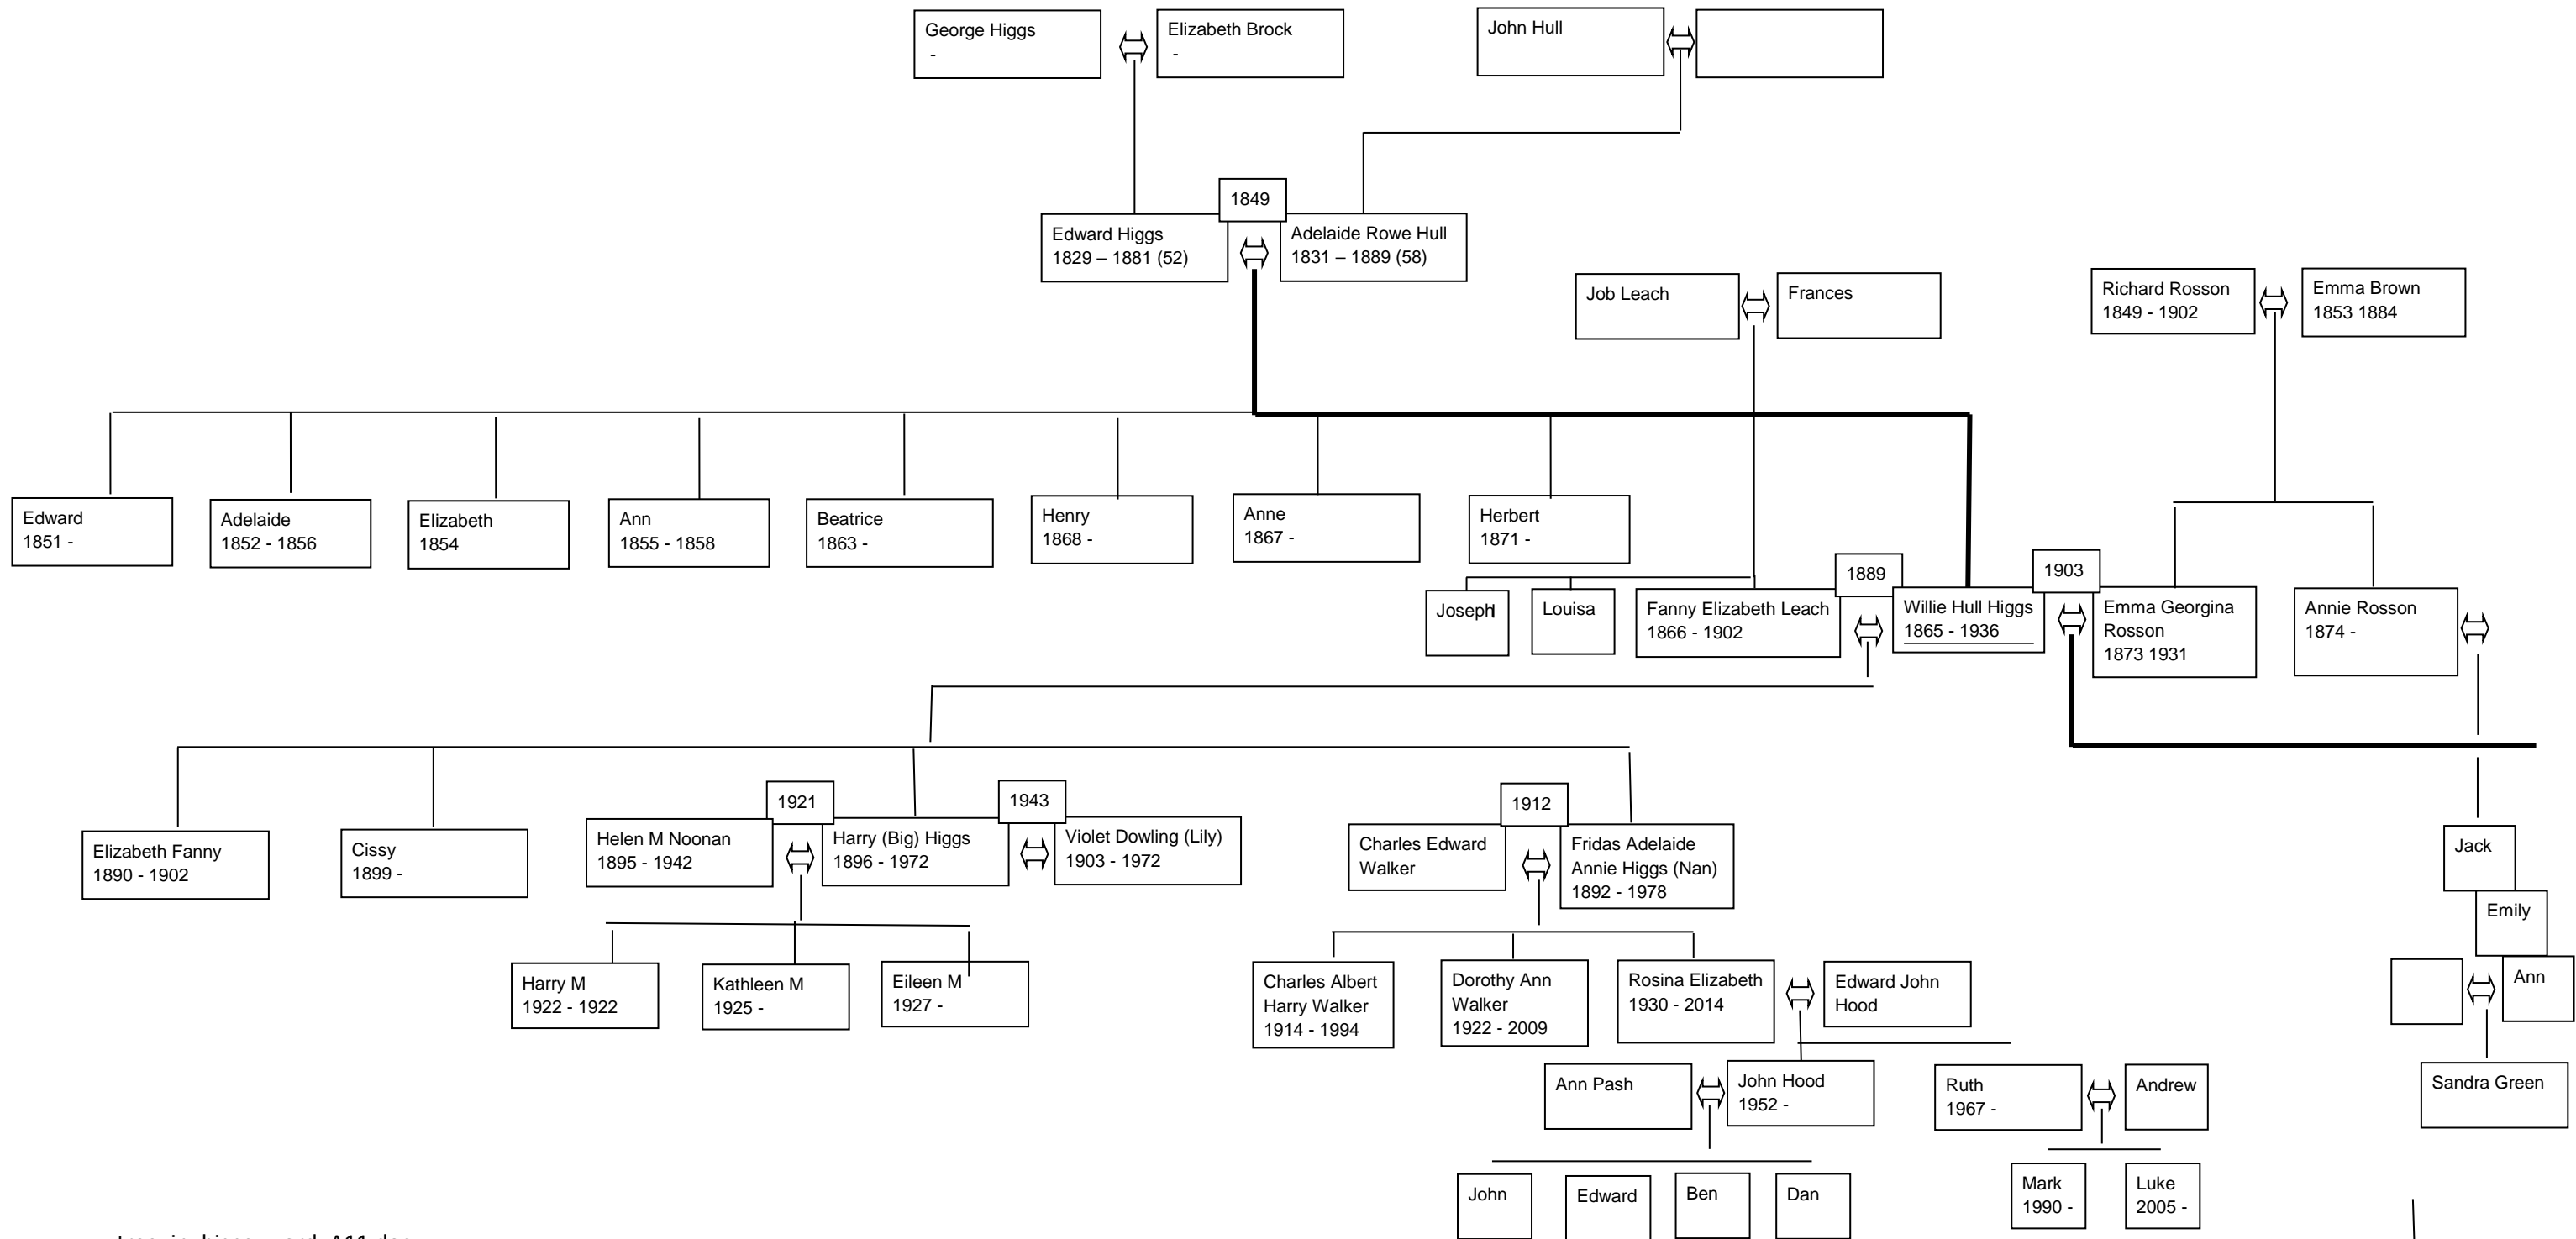 George Higgs
-
Elizabeth Brock
-
John Hull
1849
Edward Higgs
1829 – 1881 (52)
Adelaide Rowe Hull
1831 – 1889 (58)
Job Leach
Frances
Richard Rosson
1849 - 1902
Emma Brown
1853 1884
Edward
1851 -
Adelaide
1852 - 1856
Elizabeth
1854
Ann
1855 - 1858
Beatrice
1863 -
Henry
1868 -
Anne
1867 -
Herbert
1871 -
Joseph
Louisa
Fanny Elizabeth Leach
1866 - 1902
1889
Willie Hull Higgs
1865 - 1936
1903
Emma Georgina
Rosson
1873 1931
Annie Rosson
1874 -
Elizabeth Fanny
1890 - 1902
Cissy
1899 -
Helen M Noonan
1895 - 1942
1921
Harry (Big) Higgs
1896 - 1972
1943
Violet Dowling (Lily)
1903 - 1972
Charles Edward
Walker
1912
Fridas Adelaide
Annie Higgs (Nan)
1892 - 1978
Jack
Emily
Ann
Sandra Green
Harry M
1922 - 1922
Kathleen M
1925 -
Eileen M
1927 -
Charles Albert
Harry Walker
1914 - 1994
Dorothy Ann
Walker
1922 - 2009
Rosina Elizabeth
1930 - 2014
Edward John
Hood
Ann Pash
John Hood
1952 -
Ruth
1967 -
Andrew
John
Edward
Ben
Dan
Mark
1990 -
Luke
2005 -